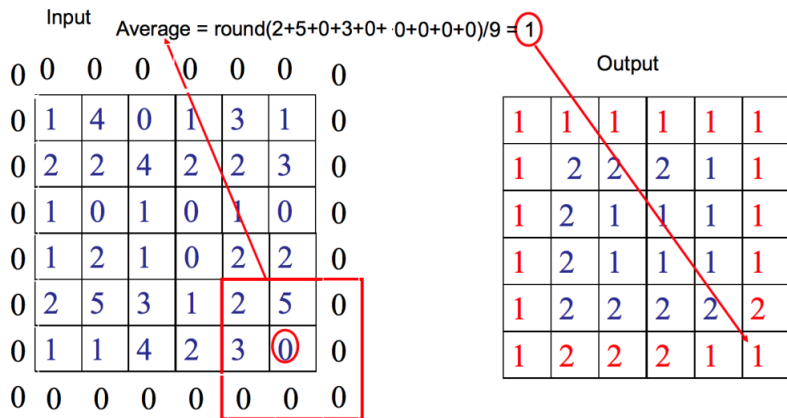 Input
Average = round(2+5+0+3+0+ 0+0+0+0)/9 = 1
Output
0 0 0 0 0 0 0 0
0 1 4 0 1 3 1 0
0 2 2 4 2 2 3 0
0 1 0 1 0 1 0 0
0 1 2 1 0 2 2 0
0 2 5 3 1 2 5 0
0 1 1 4 2 3 0 0
0 0 0 0 0 0 0 0
1 1 1 1 1 1
1 2 2 2 1 1
1 2 1 1 1 1
1 2 1 1 1 1
1 2 2 2 2 2
1 2 2 2 1 1